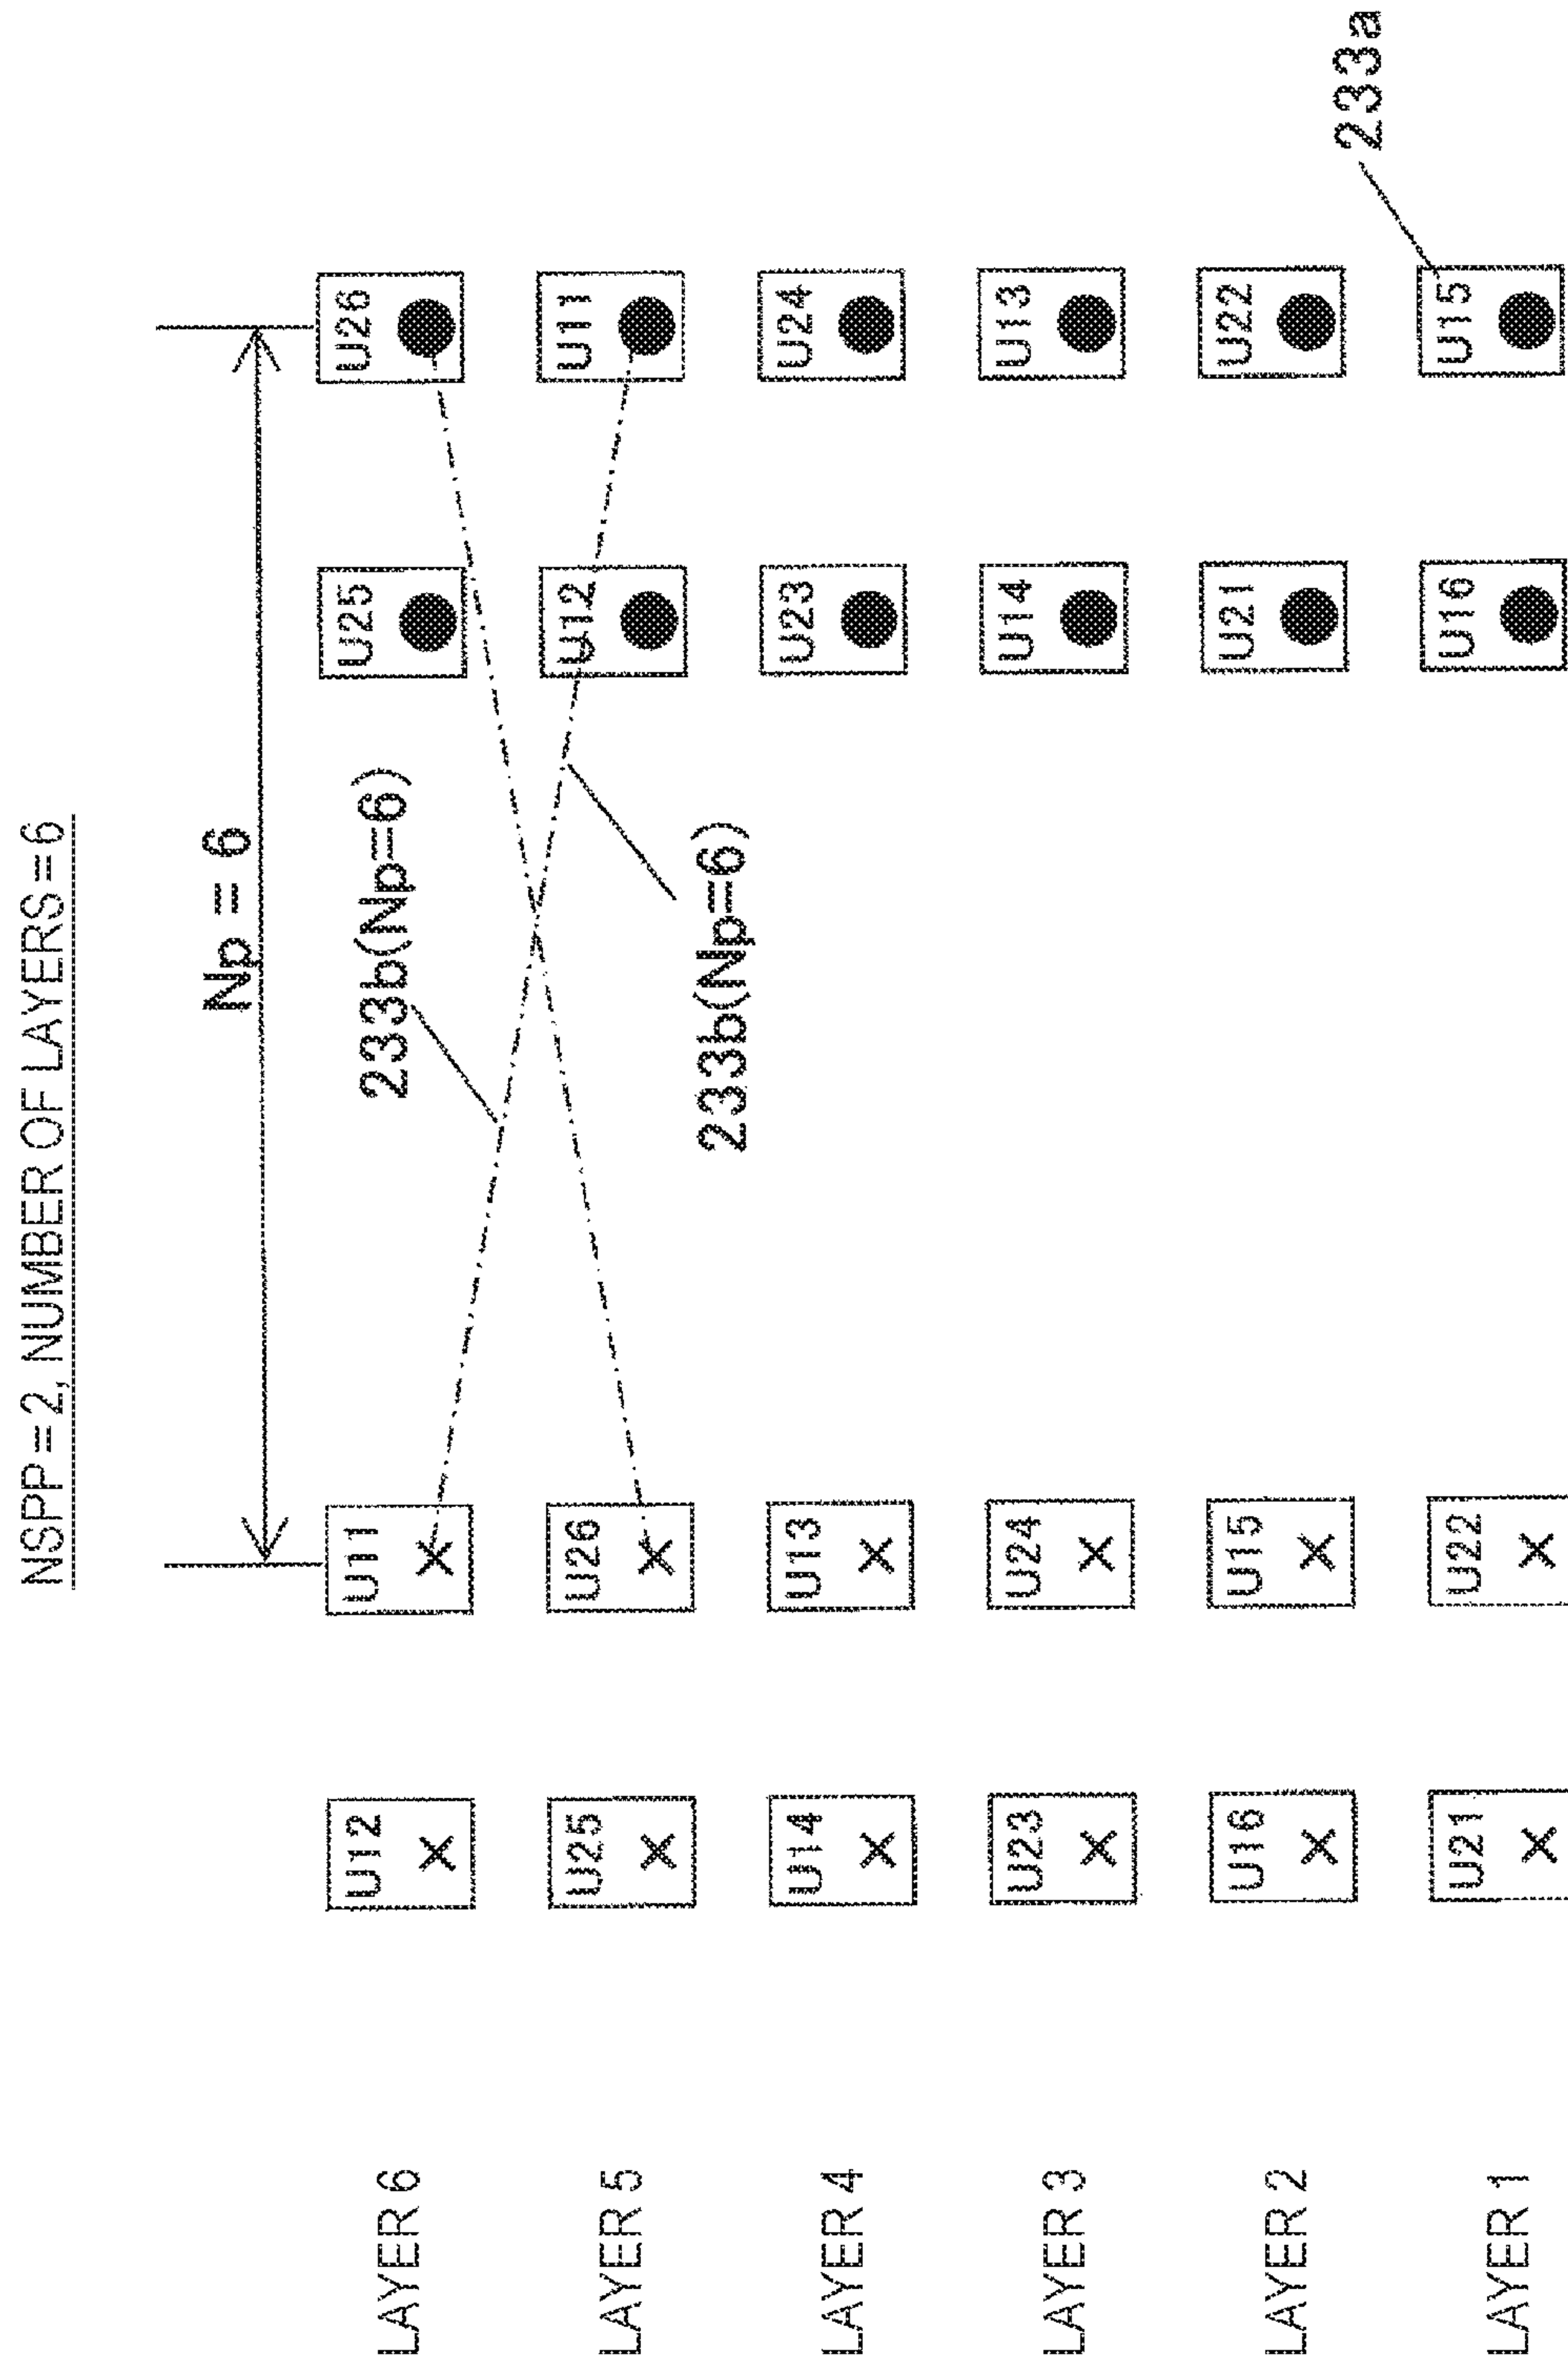 NSPP=2, NUMBER OF LAYERS=6
Np = 6
LAYER 6 U12 U11 U25 U26
233b(Np=6)
LAYER 5 U25 U26 U12 U11
233b(Np=6)
LAYER 4 U14 U13 U23 U24
LAYER 3 U23 U24 U14 U13
LAYER 2 U16 U15 U21 U22
233a
LAYER 1 U21 U22 U16 U15